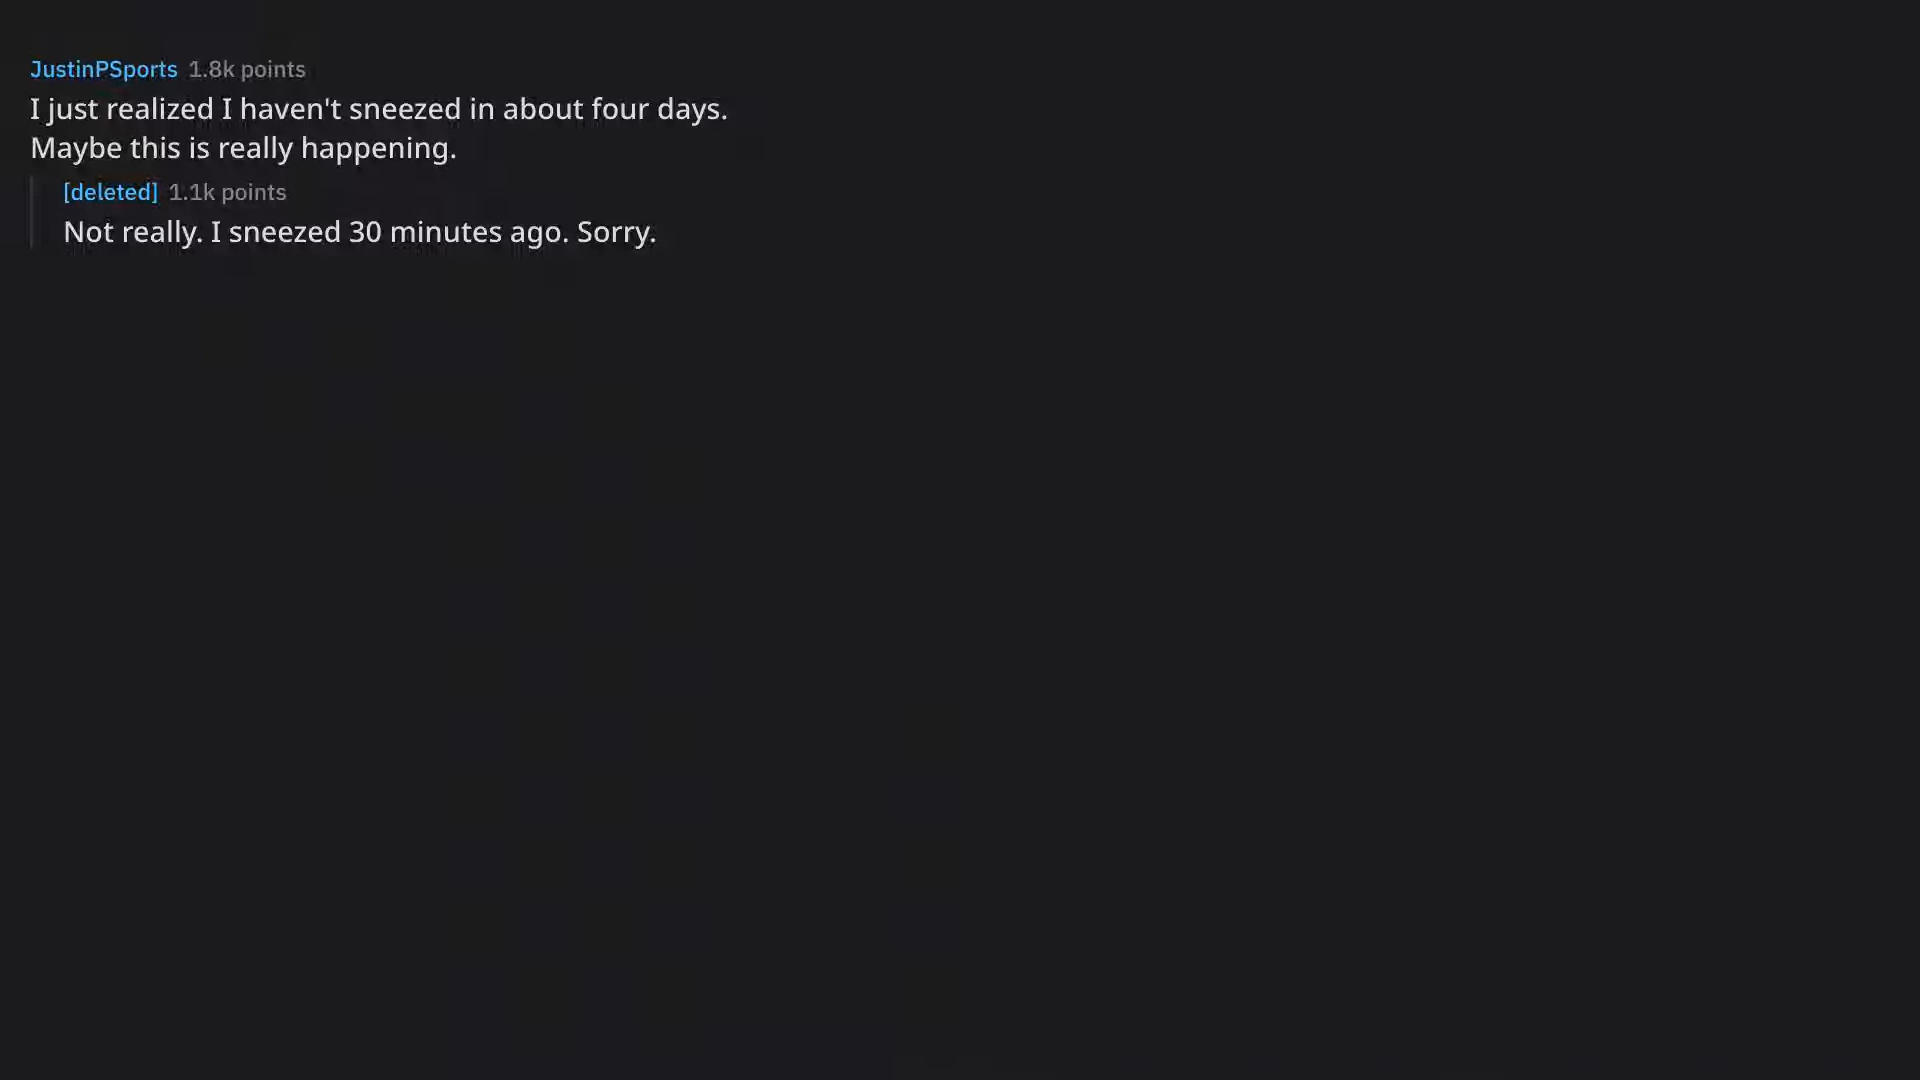 JustinPSports 1.8k points
I just realized I haven't sneezed in about four days.
Maybe this is really happening.
[deleted] 1.1k points
Not really. I sneezed 30 minutes ago. Sorry.